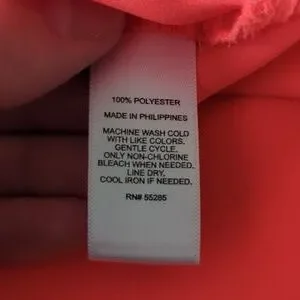 100% POLYESTER
MADE IN PHILIPPINES
MACHINE WASH COLD
WITH LIKE COLORS.
GENTLE CYCLE.
ONLY NON-CHLORINE
BLEACH WHEN NEEDED.
LINE DRY.
COOL IRON IF NEEDED.
RN# 55285